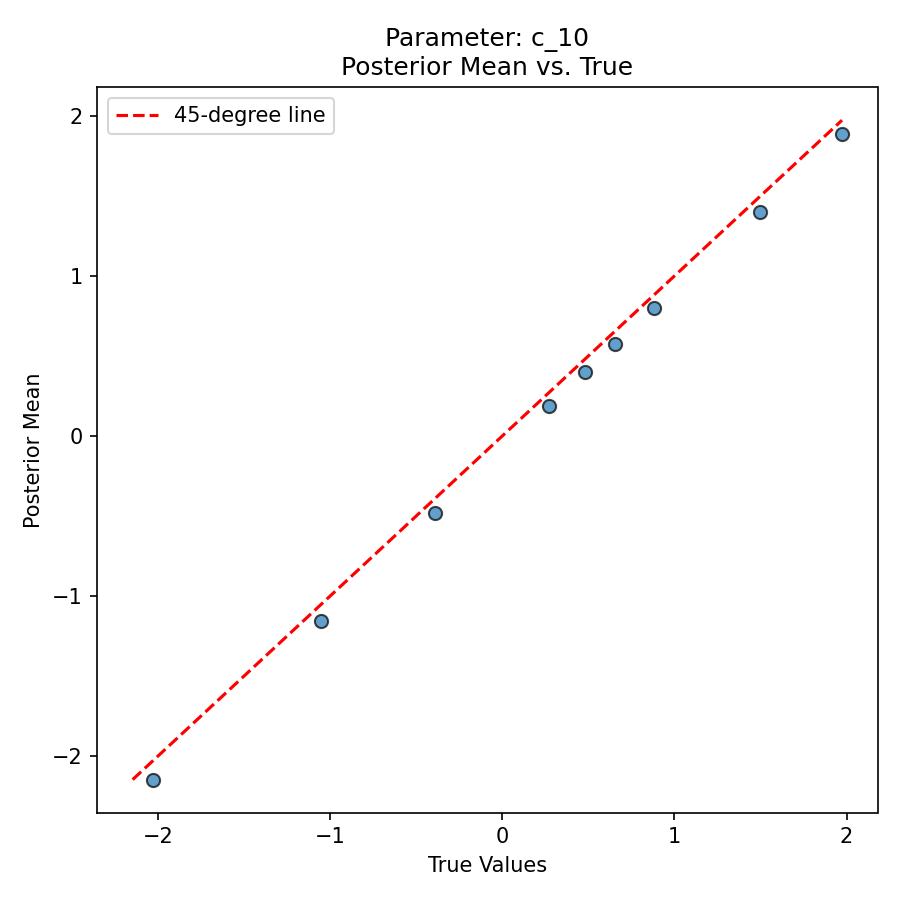 Parameter: c_10
Posterior Mean vs. True
45-degree line
2
1
0
−1
−2
Posterior Mean
−2
−1
0
1
2
True Values